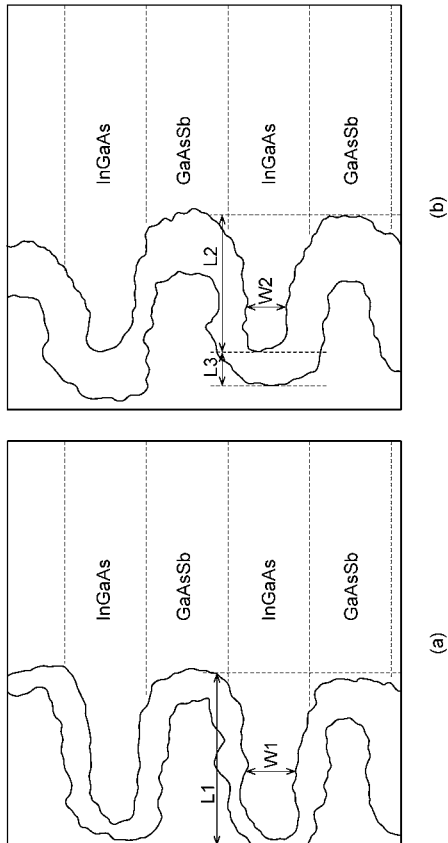 InGaAs
GaAsSb
InGaAs
GaAsSb
L1
W1
(a)
InGaAs
GaAsSb
InGaAs
GaAsSb
L2
L3
W2
(b)